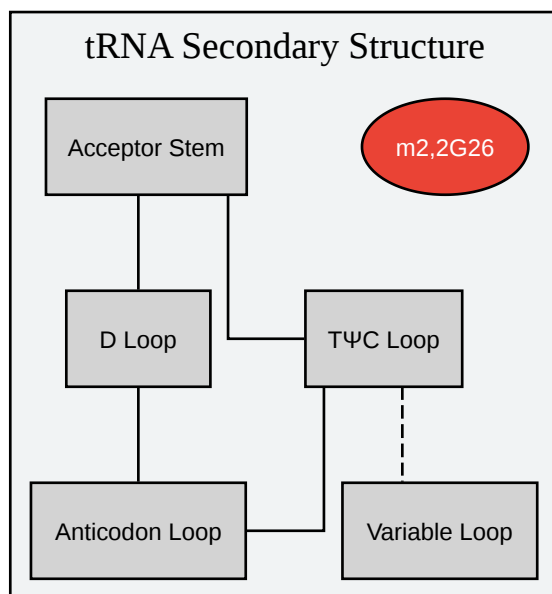 tRNA Secondary Structure
Acceptor Stem
m2,2G26
D Loop
TΨC Loop
Anticodon Loop
Variable Loop